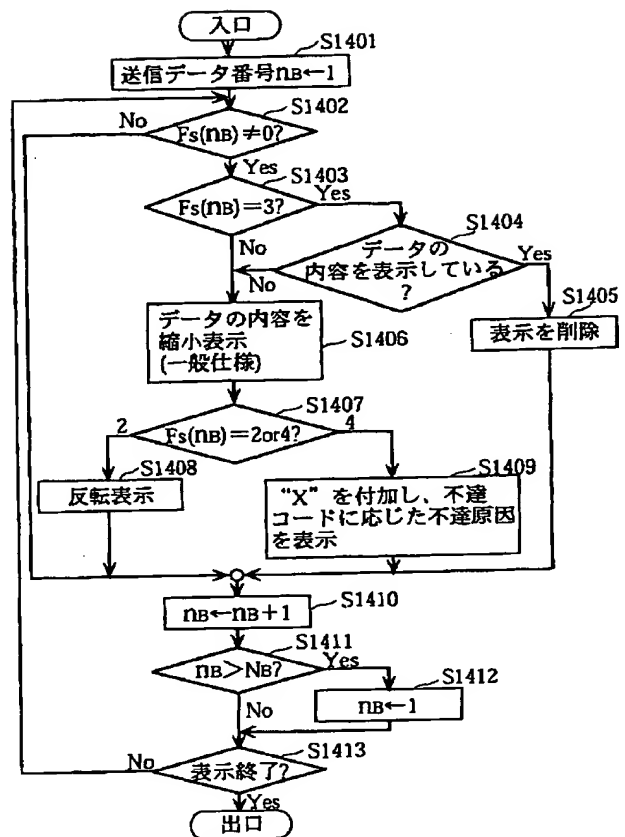 入口
S1401
送信データ番号nB←1
S1402
No
Fs(nB)≠0?
Yes
S1403
Fs(nB)=3?
Yes
S1404
No
データの
内容を表示している
?
Yes
No
S1405
表示を削除
データの内容を
縮小表示
(一般仕様)
S1406
S1407
2
Fs(nB)=2or4?
4
S1408
反転表示
S1409
“X”を付加し、不達
コードに応じた不達原因
を表示
S1410
nB←nB+1
S1411
nB>NB?
Yes
S1412
nB←1
No
S1413
No
表示終了?
Yes
出口